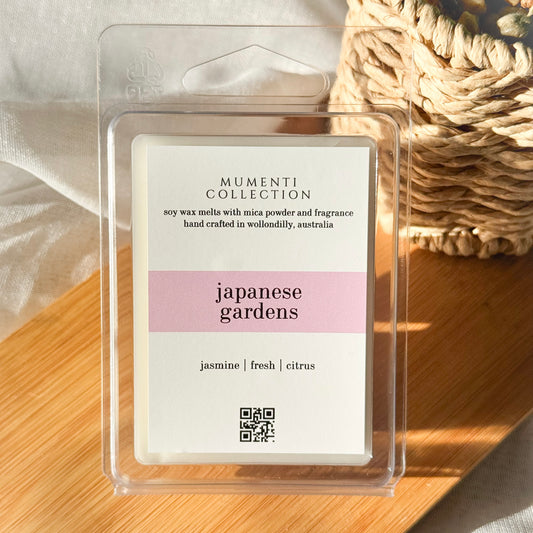 MUMENTI
COLLECTION
soy wax melts with mica powder and fragrance
hand crafted in wollondilly, australia
japanese
gardens
jasmine | fresh | citrus